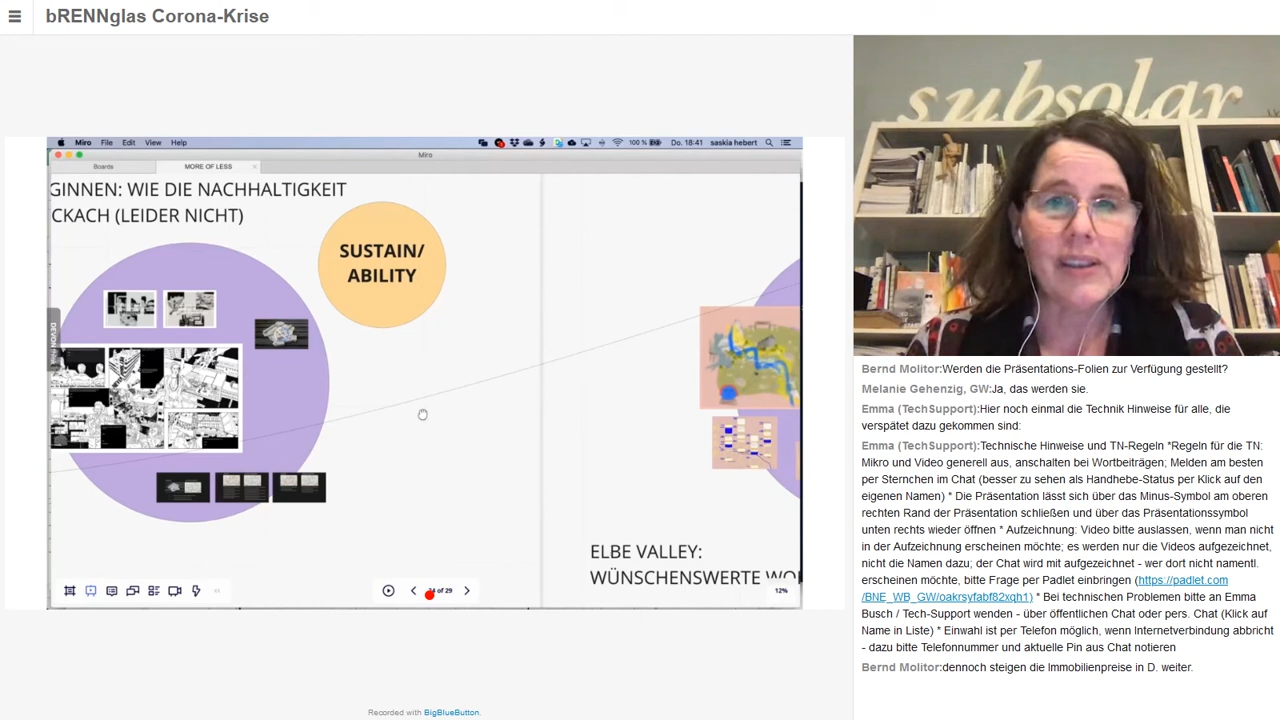 bRENNglas Corona-Krise
Miro File Edit View Help
100 % Do. 18:41 saskia hebert
Miro
Boards
MORE OF LESS
GINNEN: WIE DIE NACHHALTIGKEIT
CKACH (LEIDER NICHT)
SUSTAIN/
ABILITY
ELBE VALLEY:
WÜNSCHENSWERTE WO
of 29
12%
Recorded with BigBlueButton.
subsolar
Bernd Molitor:Werden die Präsentations-Folien zur Verfügung gestellt?
Melanie Gehenzig, GW:Ja, das werden sie.
Emma (TechSupport):Hier noch einmal die Technik Hinweise für alle, die
verspätet dazu gekommen sind:
Emma (TechSupport):Technische Hinweise und TN-Regeln *Regeln für die TN:
Mikro und Video generell aus, anschalten bei Wortbeiträgen; Melden am besten
per Sternchen im Chat (besser zu sehen als Handhebe-Status per Klick auf den
eigenen Namen) * Die Präsentation lässt sich über das Minus-Symbol am oberen
rechten Rand der Präsentation schließen und über das Präsentationssymbol
unten rechts wieder öffnen * Aufzeichnung: Video bitte auslassen, wenn man nicht
in der Aufzeichnung erscheinen möchte; es werden nur die Videos aufgezeichnet,
nicht die Namen dazu; der Chat wird mit aufgezeichnet - wer dort nicht namentl.
erscheinen möchte, bitte Frage per Padlet einbringen (https://padlet.com
/BNE_WB_GW/oakrsyfabf82xqh1) * Bei technischen Problemen bitte an Emma
Busch / Tech-Support wenden - über öffentlichen Chat oder pers. Chat (Klick auf
Name in Liste) * Einwahl ist per Telefon möglich, wenn Internetverbindung abbricht
- dazu bitte Telefonnummer und aktuelle Pin aus Chat notieren
Bernd Molitor:dennoch steigen die Immobilienpreise in D. weiter.